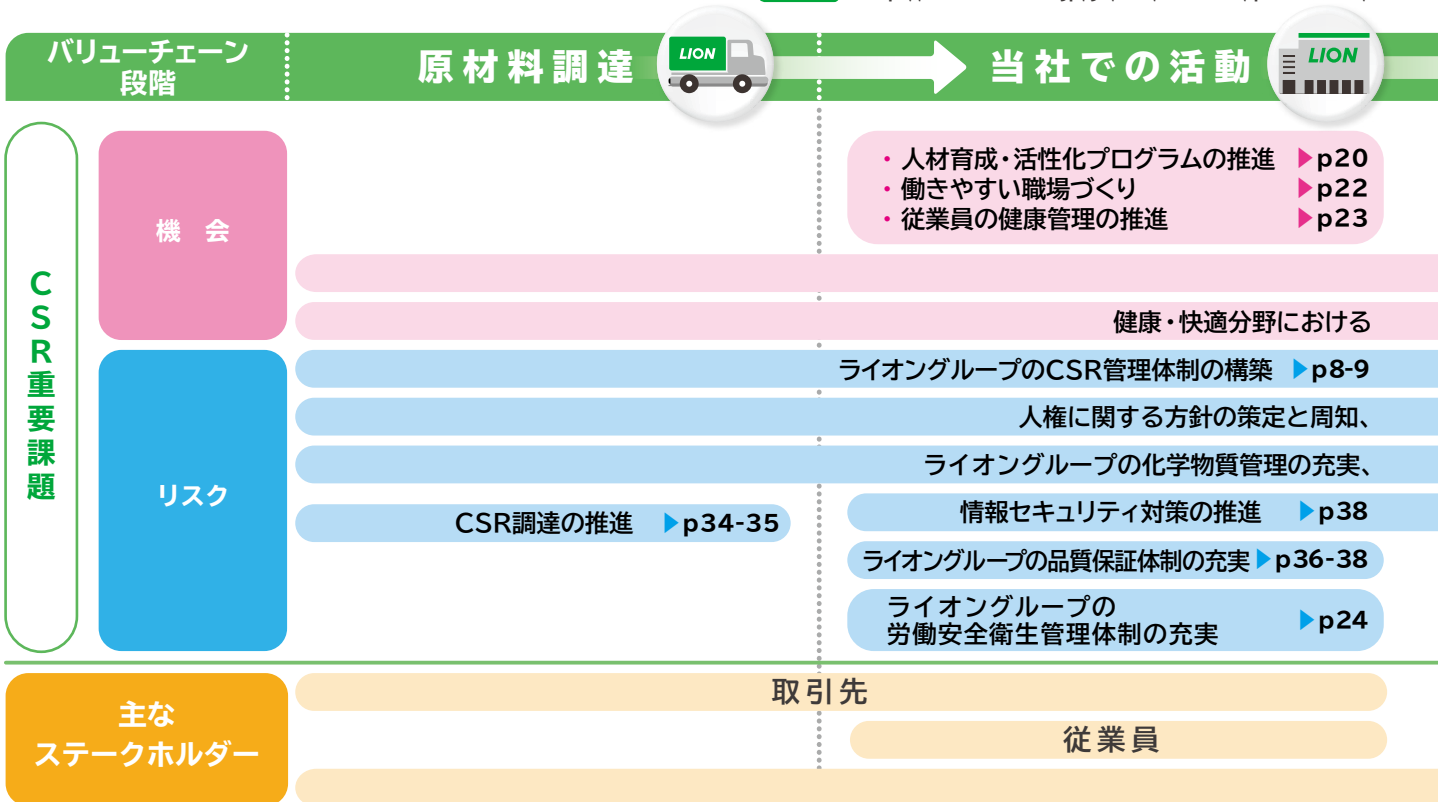 バリューチェーン
段階
原材料調達
LION
当社での活動
LION
CSR重要課題
機 会
・人材育成・活性化プログラムの推進 ▶p20
・働きやすい職場づくり ▶p22
・従業員の健康管理の推進 ▶p23
健康・快適分野における
リスク
ライオングループのCSR管理体制の構築 ▶p8-9
人権に関する方針の策定と周知、
ライオングループの化学物質管理の充実、
CSR調達の推進 ▶p34-35
情報セキュリティ対策の推進 ▶p38
ライオングループの品質保証体制の充実▶p36-38
ライオングループの
労働安全衛生管理体制の充実 ▶p24
主な
ステークホルダー
取引先
従業員